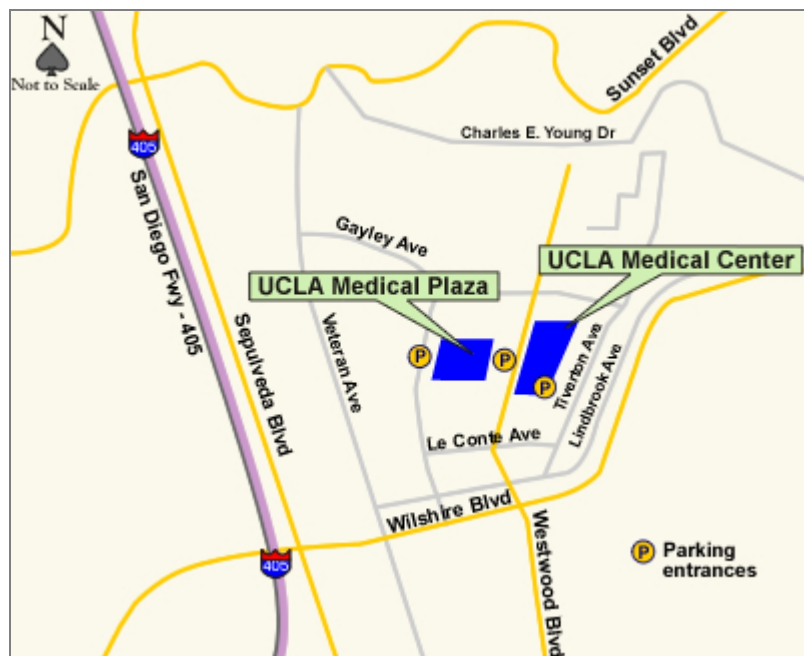 N
Not to Scale
Sunset Blvd
Charles E. Young Dr
405
San Diego Fwy - 405
Gayley Ave
UCLA Medical Center
UCLA Medical Plaza
Sepulveda Blvd
Veteran Ave
Tiverton Ave
Lindbrook Ave
P
P
P
Le Conte Ave
Wilshire Blvd
Westwood Blvd
405
P Parking
entrances